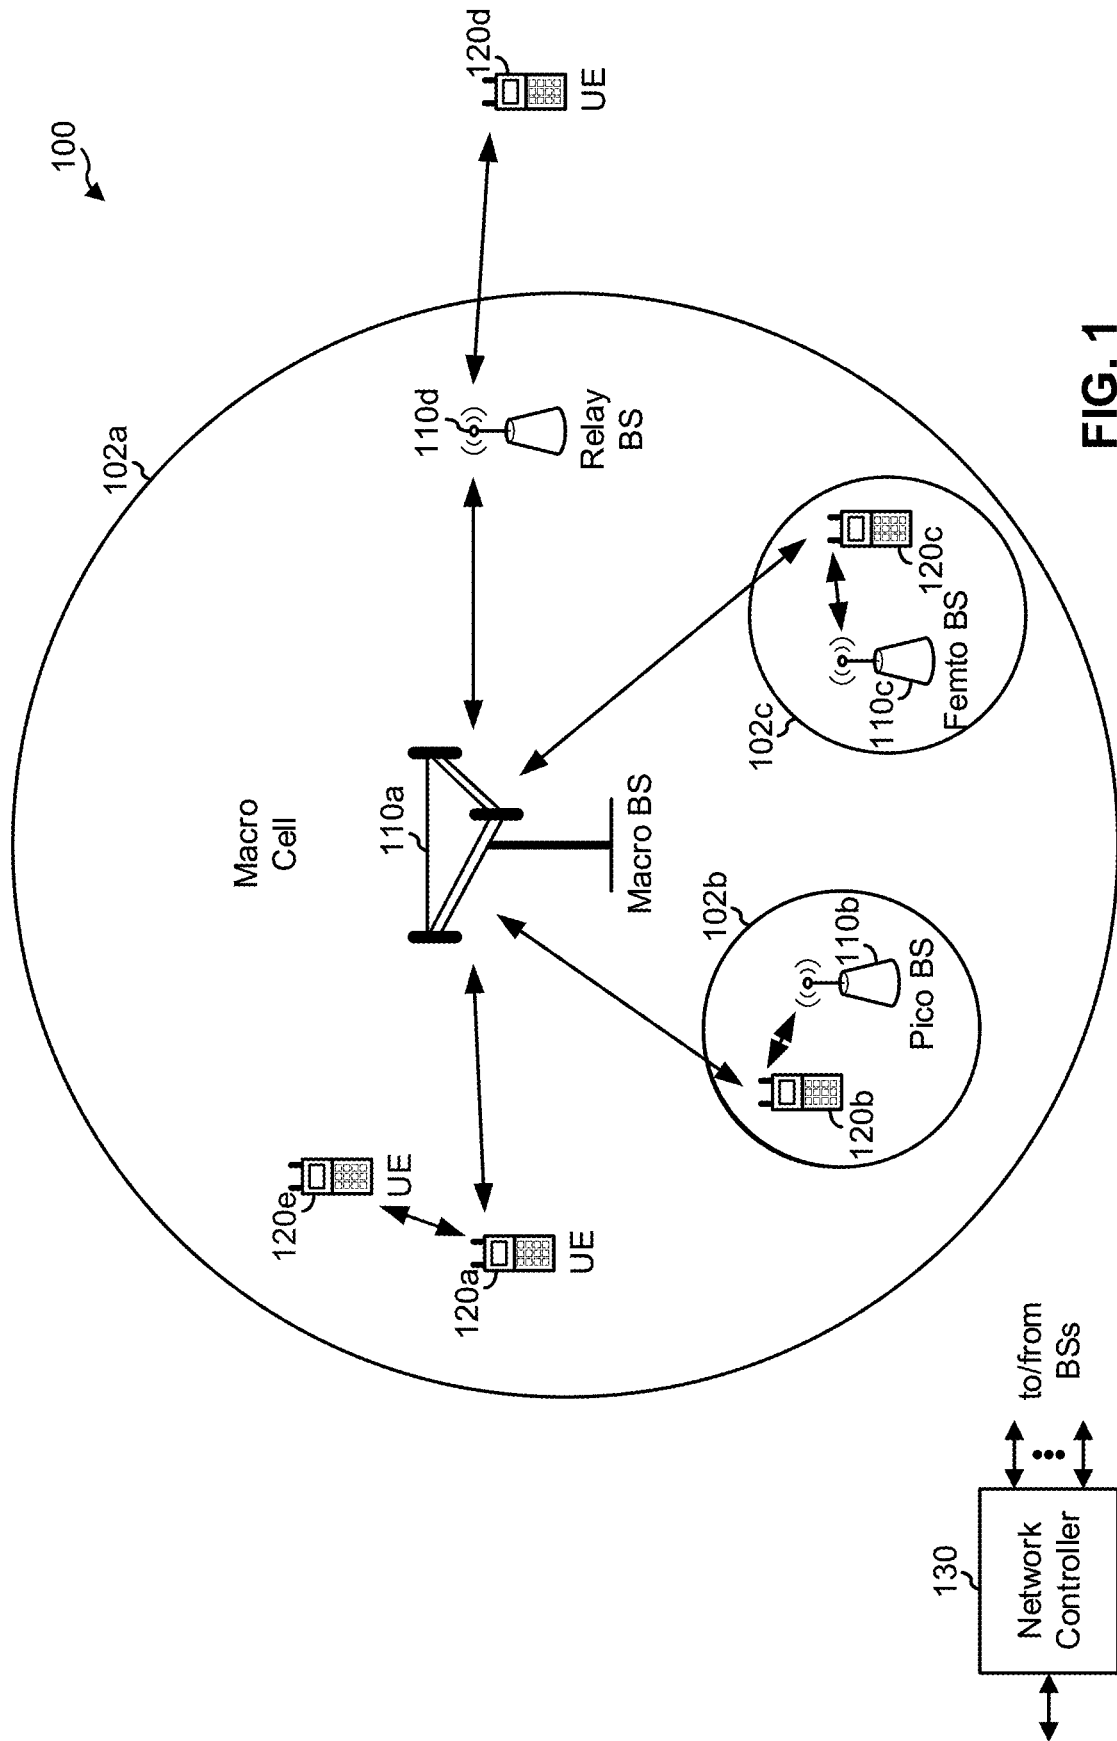 100
102a
Macro
Cell
120e
UE
120a
UE
110a
Macro BS
110d
Relay
BS
120d
UE
102b
110b
Pico BS
120b
102c
110c
Femto BS
120c
130
Network
Controller
to/from
BSs
FIG. 1